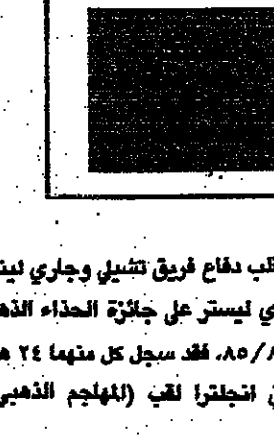 قلب دفاع فريق تشيلي وجاري لين
ي ليستر على جائزة الحذاء الذه
٨٥/٨، فقد سجل كل منهما ٢٤ ه
انجلترا لقب (المهاجم الذهبي